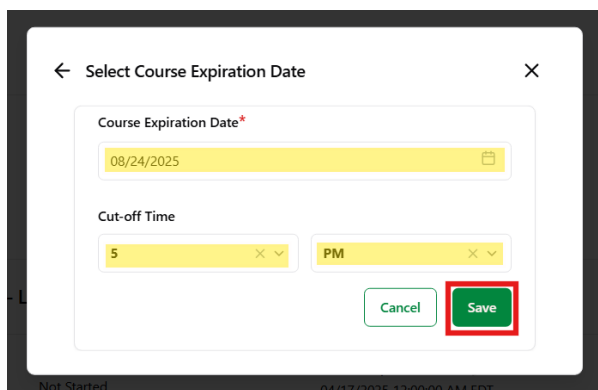 Select Course Expiration Date
Course Expiration Date*
08/24/2025
Cut-off Time
5 PM
Cancel Save
- L
Not Started 04/17/2025 12:00:00 AM EDT